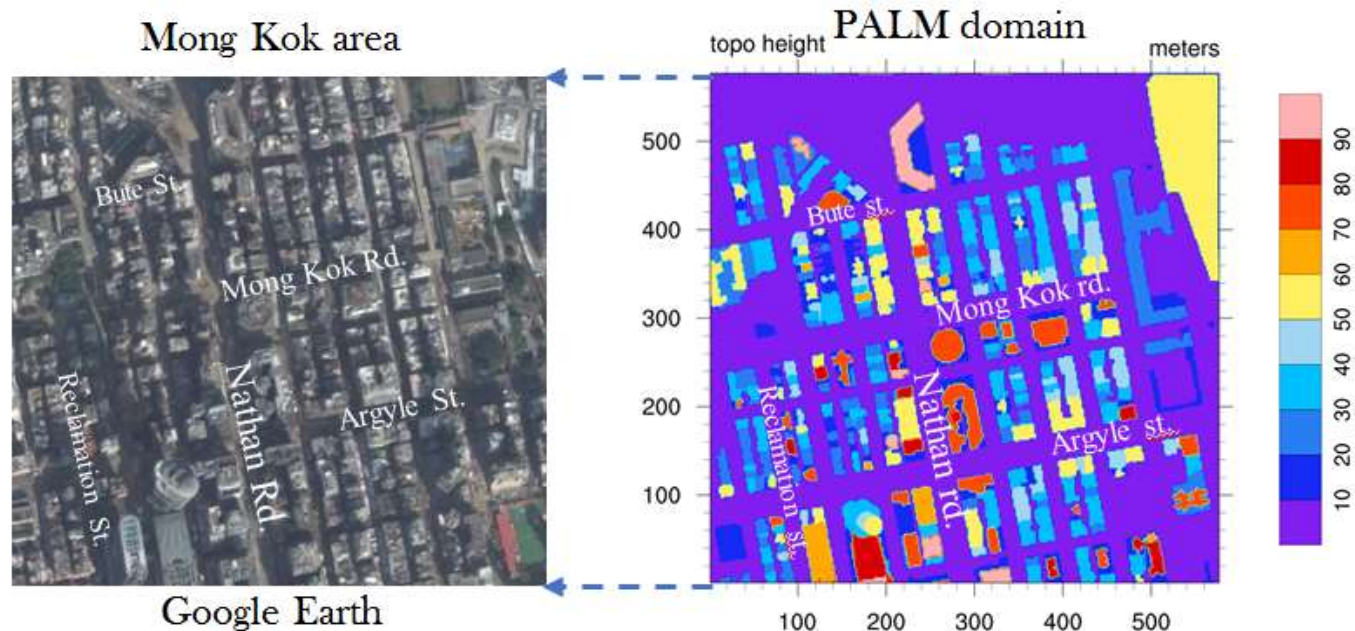 Mong Kok area
PALM domain
topo height
meters
Bute St.
Mong Kok Rd.
Nathan Rd.
Argyle St.
Reclamation St.
Google Earth
500
400
300
200
100
Bute st.
Mong Kok rd.
Nathan rd.
Argyle st.
Reclamation st.
100 200 300 400 500
90
80
70
60
50
40
30
20
10